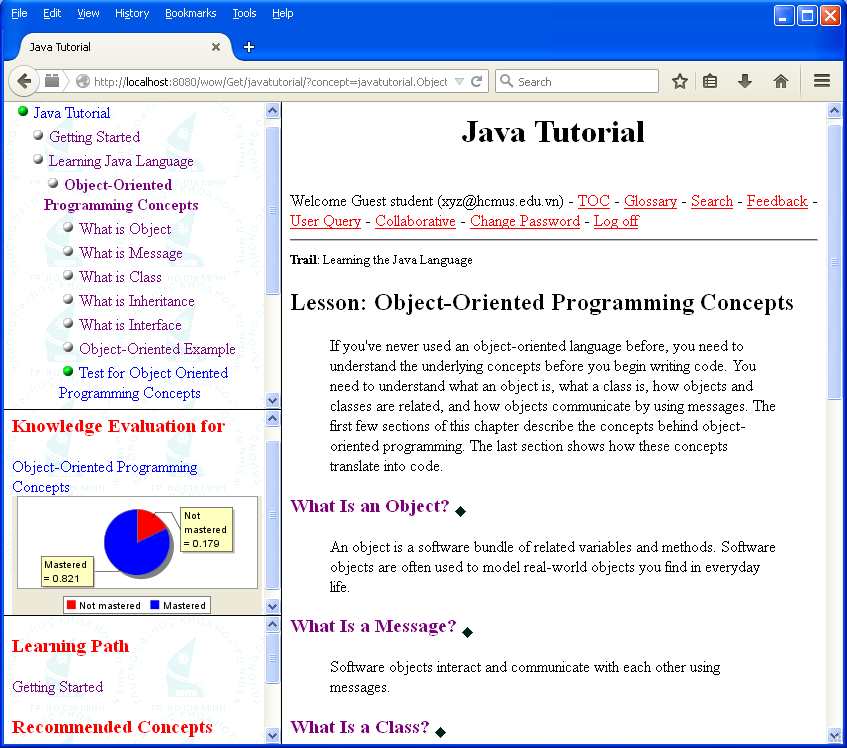 File Edit View History Bookmarks Tools Help
Java Tutorial
http://localhost:8080/wow/Get/javatutorial/?concept=javatutorial.Object
Search
Java Tutorial
Getting Started
Learning Java Language
Object-Oriented
Programming Concepts
What is Object
What is Message
What is Class
What is Inheritance
What is Interface
Object-Oriented Example
Test for Object Oriented
Programming Concepts
Knowledge Evaluation for
Object-Oriented Programming
Concepts
Not
mastered
= 0.179
Mastered
= 0.821
Not mastered Mastered
Learning Path
Getting Started
Recommended Concepts
Java Tutorial
Welcome Guest student (xyz@hcmus.edu.vn) - TOC - Glossary - Search - Feedback -
User Query - Collaborative - Change Password - Log off
Trail: Learning the Java Language
Lesson: Object-Oriented Programming Concepts
If you've never used an object-oriented language before, you need to
understand the underlying concepts before you begin writing code. You
need to understand what an object is, what a class is, how objects and
classes are related, and how objects communicate by using messages. The
first few sections of this chapter describe the concepts behind object-
oriented programming. The last section shows how these concepts
translate into code.
What Is an Object?
An object is a software bundle of related variables and methods. Software
objects are often used to model real-world objects you find in everyday
life.
What Is a Message?
Software objects interact and communicate with each other using
messages.
What Is a Class?